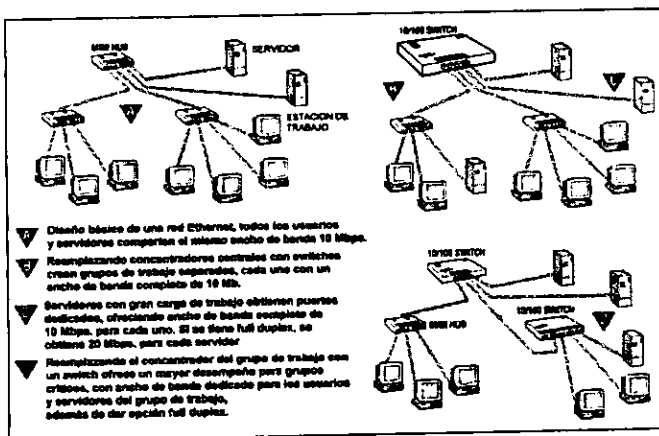 MINI HUB
SERVIDOR
ESTACION DE
TRABAJO
10/100 SWITCH
Diseño básico de una red Ethernet, todos los usuarios
y servidores comparten el mismo ancho de banda 10 Mbps.
Reemplazando concentradores centrales con switches
crean grupos de trabajo separados, cada uno con un
ancho de banda completo de 10 Mb.
Servidores con gran carga de trabajo obtienen puertos
dedicados, ofreciendo ancho de banda completo de
10 Mbps. para cada uno. Si se tiene full duplex, se
obtiene 20 Mbps. para cada servidor
Reemplazando el concentrador del grupo de trabajo con
un switch ofrece un mayor desempeño para grupos
críticos, con ancho de banda dedicado para los usuarios
y servidores del grupo de trabajo,
además de dar opción full duplex.
10/100 SWITCH
10/100 SWITCH
MINI HUB